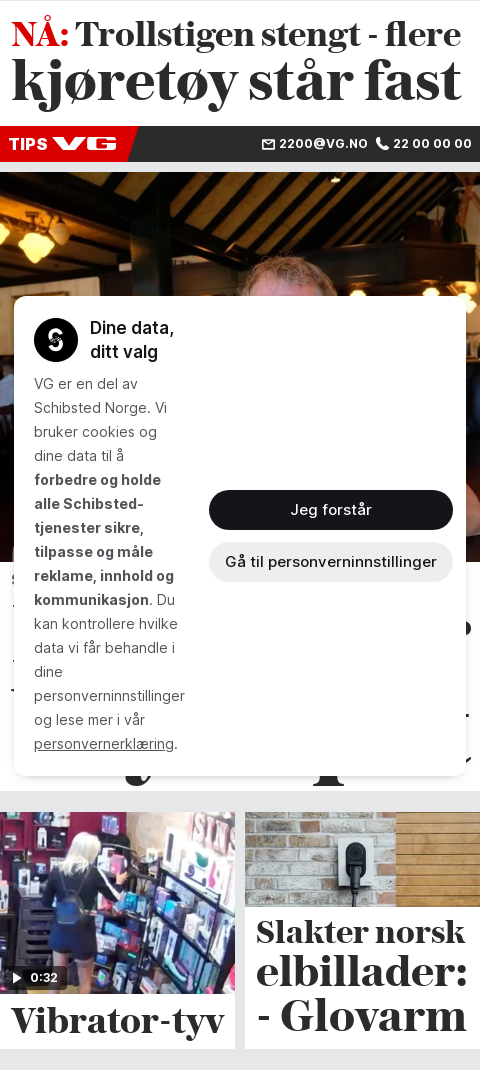 NÅ: Trollstigen stengt - flere
kjøretøy står fast
TIPS VG
2200@VG.NO 22 00 00 00
Dine data,
ditt valg
VG er en del av
Schibsted Norge. Vi
bruker cookies og
dine data til å
forbedre og holde
alle Schibsted-
tjenester sikre,
tilpasse og måle
reklame, innhold og
kommunikasjon. Du
kan kontrollere hvilke
data vi får behandle i
dine
personverninnstillinger
og lese mer i vår
personvernerklæring.
Jeg forstår
Gå til personverninnstillinger
0:32
Vibrator-tyv
Slakter norsk
elbillader:
- Glovarm